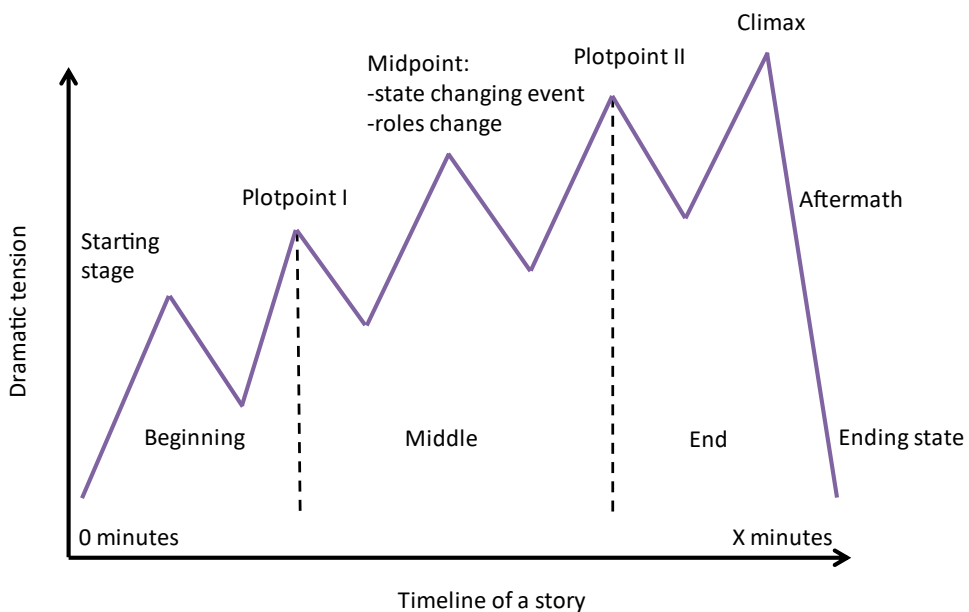 Climax
Plotpoint II
Midpoint:
-state changing event
-roles change
Plotpoint I
Aftermath
Starting
stage
Dramatic tension
Beginning
Middle
End
Ending state
0 minutes
X minutes
Timeline of a story